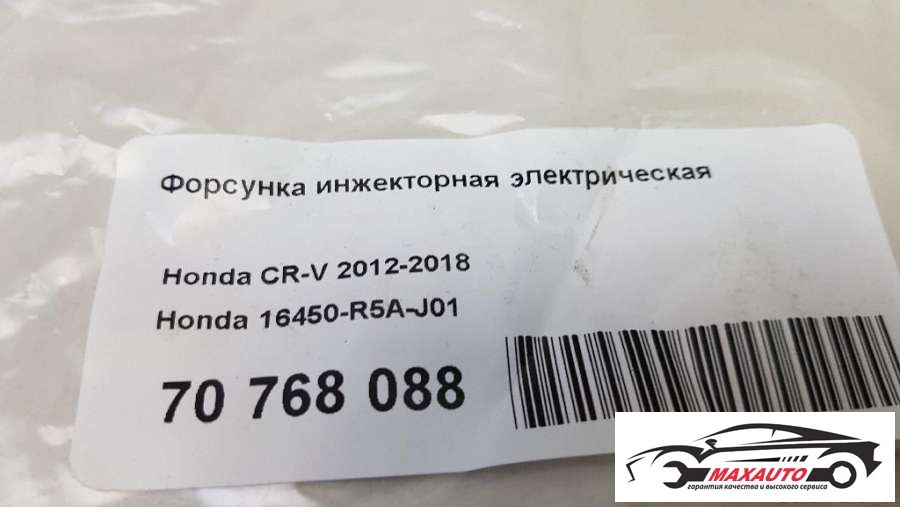 Форсунка инжекторная электрическая
Honda CR-V 2012-2018
Honda 16450-R5A-J01
70 768 088
MAXAUTO
гарантия качества и высокого сервиса